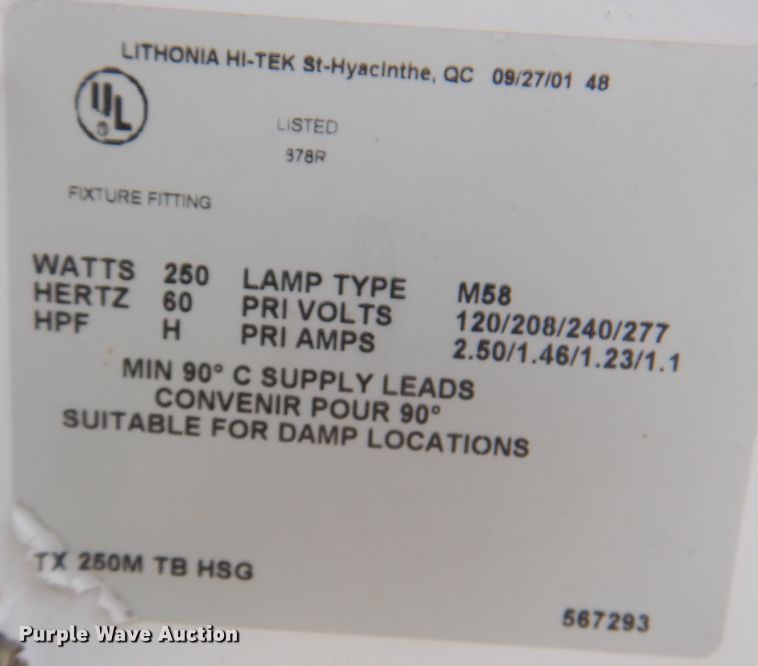 LITHONIA HI-TEK St-Hyacinthe, QC 09/27/01 48
UL
®
LISTED
878R
FIXTURE FITTING
WATTS 250 LAMP TYPE M58
HERTZ 60 PRI VOLTS 120/208/240/277
HPF H PRI AMPS 2.50/1.46/1.23/1.1
MIN 90° C SUPPLY LEADS
CONVENIR POUR 90°
SUITABLE FOR DAMP LOCATIONS
TX 250M TB HSG
567293
Purple Wave Auction